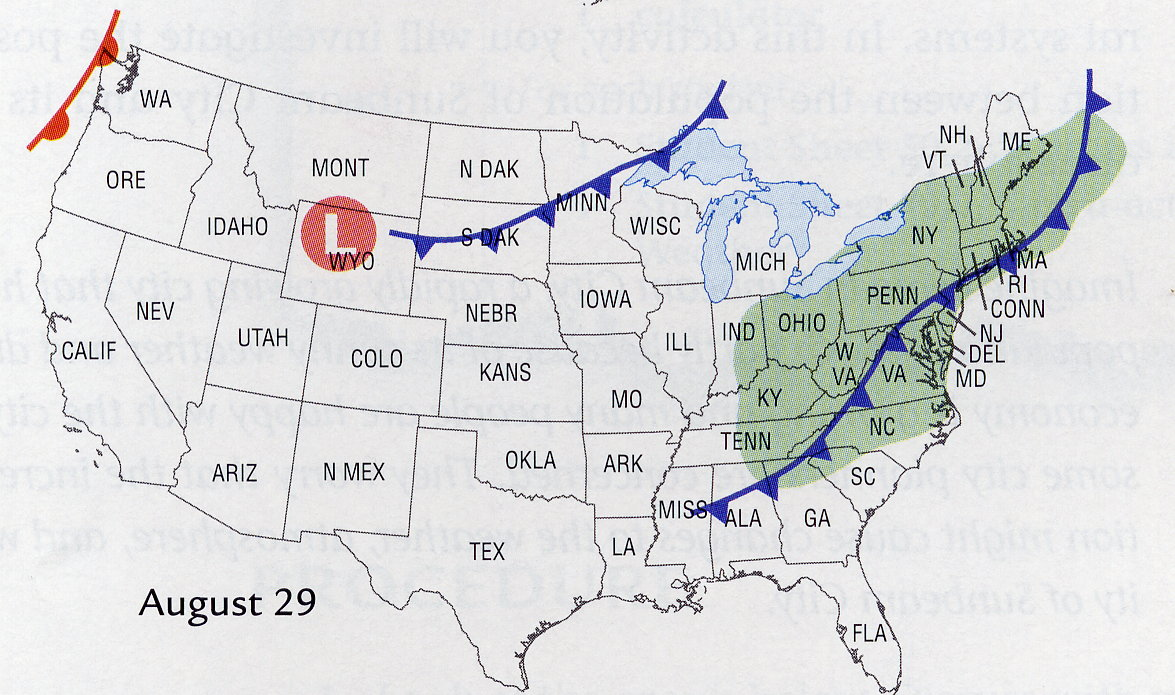 WA
MONT
N DAK
MINN
ORE
IDAHO
L
WYO
S DAK
WISC
MICH
NH
VT
ME
NY
MA
RI
CONN
NEV
UTAH
COLO
NEBR
IOWA
ILL
IND
OHIO
PENN
NJ
DEL
MD
CALIF
KANS
MO
KY
W
VA
VA
ARIZ
N MEX
OKLA
ARK
TENN
NC
SC
TEX
LA
MISS
ALA
GA
FLA
August 29